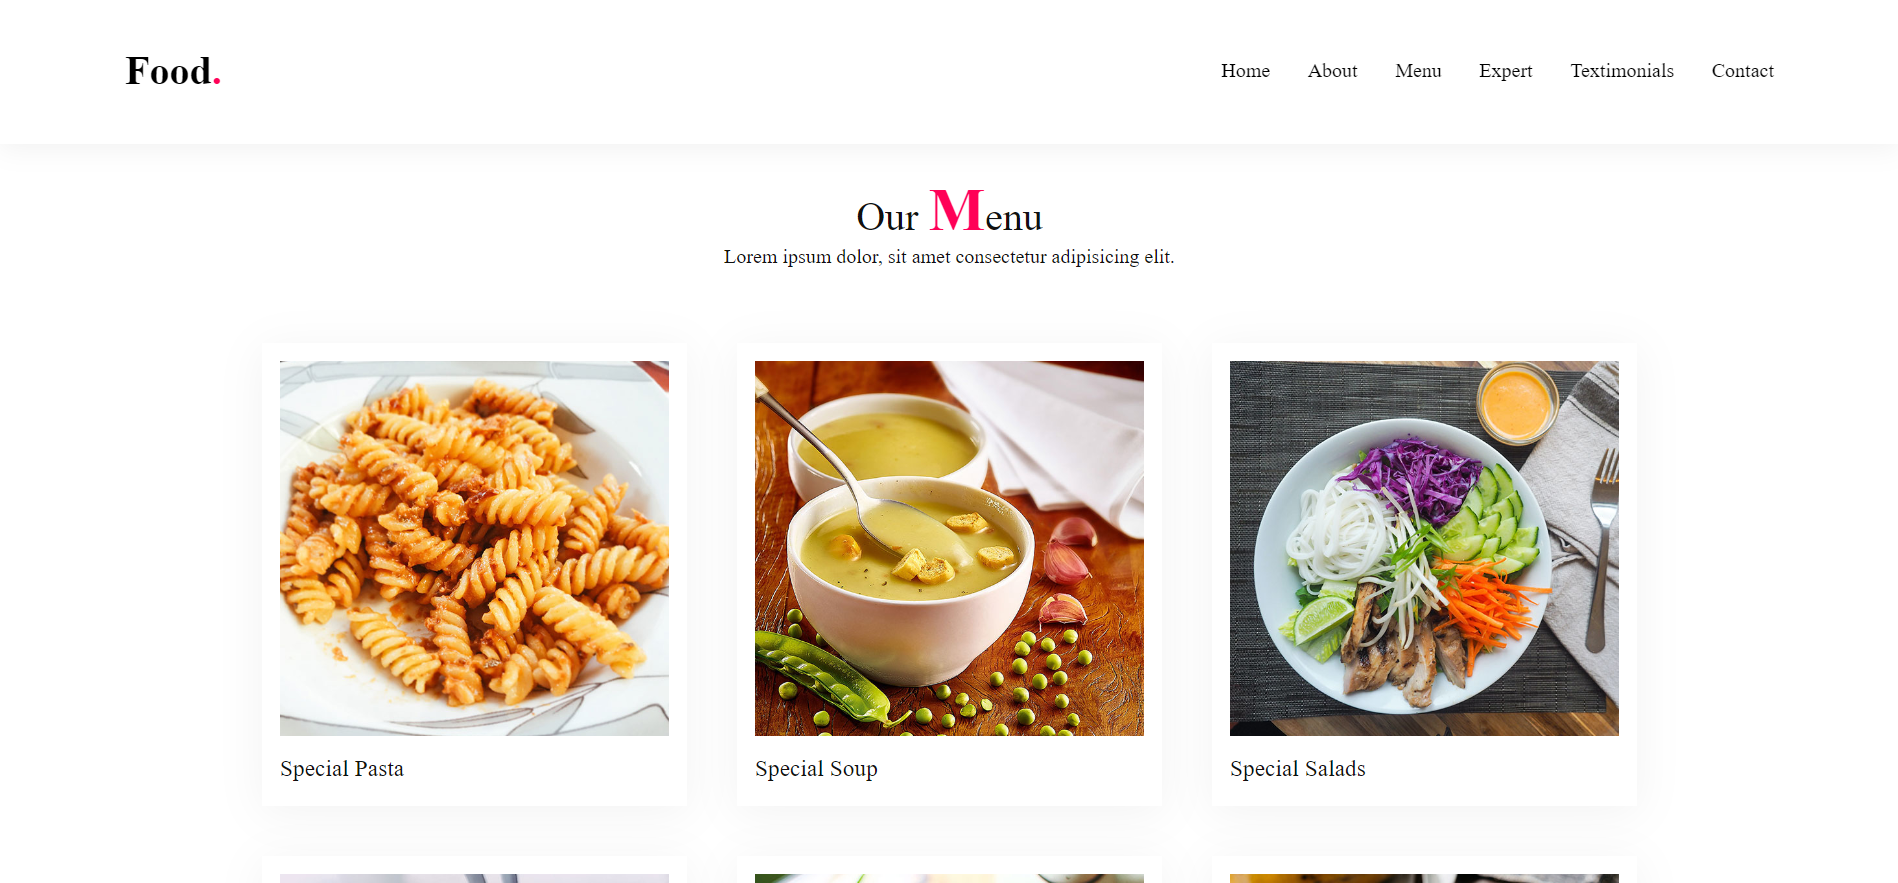 Food.
Home About Menu Expert Textimonials Contact
Our Menu
Lorem ipsum dolor, sit amet consectetur adipisicing elit.
Special Pasta
Special Soup
Special Salads